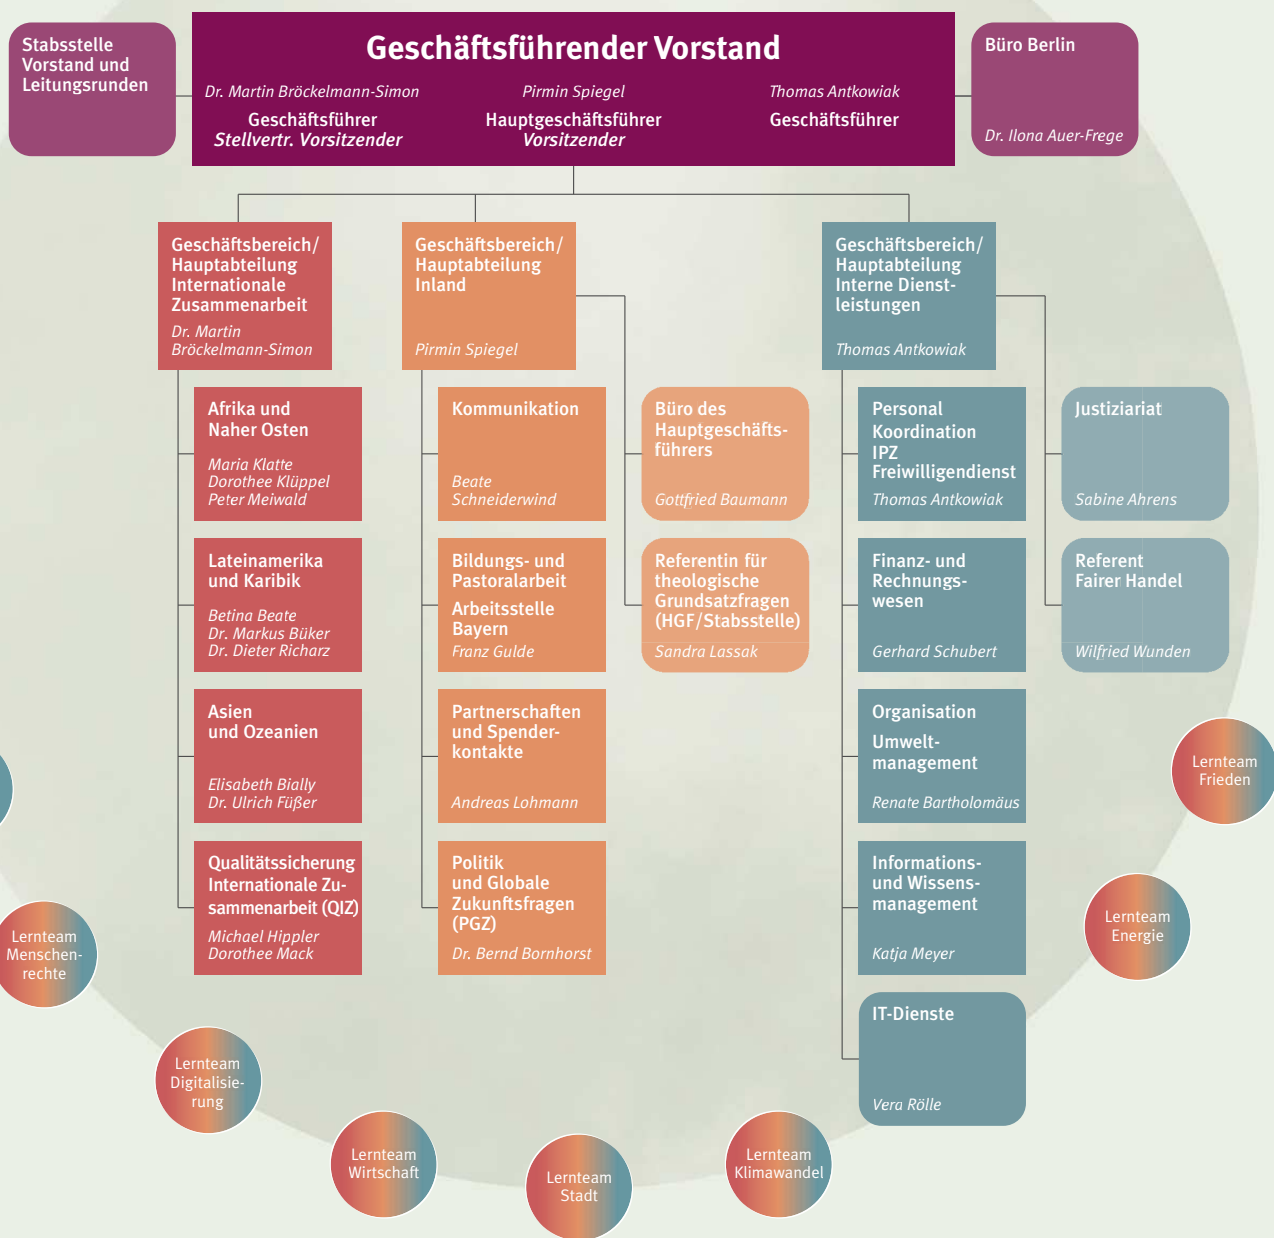 Stabsstelle
Vorstand und
Leitungsrunden
Geschäftsführender Vorstand
Dr. Martin Bröckelmann-Simon
Geschäftsführer
Stellvertr. Vorsitzender
Pirmin Spiegel
Hauptgeschäftsführer
Vorsitzender
Thomas Antkowiak
Geschäftsführer
Büro Berlin
Dr. Ilona Auer-Frege
Geschäftsbereich/
Hauptabteilung
Internationale
Zusammenarbeit
Dr. Martin
Bröckelmann-Simon
Afrika und
Naher Osten
Maria Klatte
Dorothee Klüppel
Peter Meiwald
Lateinamerika
und Karibik
Betina Beate
Dr. Markus Büker
Dr. Dieter Richarz
Asien
und Ozeanien
Elisabeth Bially
Dr. Ulrich Füßer
Qualitätssicherung
Internationale Zu-
sammenarbeit (QIZ)
Michael Hippler
Dorothee Mack
Geschäftsbereich/
Hauptabteilung
Inland
Pirmin Spiegel
Kommunikation
Beate
Schneiderwind
Bildungs- und
Pastoralarbeit
Arbeitsstelle
Bayern
Franz Gulde
Partnerschaften
und Spender-
kontakte
Andreas Lohmann
Politik
und Globale
Zukunftsfragen
(PGZ)
Dr. Bernd Bornhorst
Büro des
Hauptgeschäfts-
führers
Gottfried Baumann
Referentin für
theologische
Grundsatzfragen
(HGF/Stabsstelle)
Sandra Lassak
Geschäftsbereich/
Hauptabteilung
Interne Dienst-
leistungen
Thomas Antkowiak
Personal
Koordination
IPZ
Freiwilligendienst
Thomas Antkowiak
Finanz- und
Rechnungs-
wesen
Gerhard Schubert
Organisation
Umwelt-
management
Renate Bartholomäus
Informations-
und Wissens-
management
Katja Meyer
IT-Dienste
Vera Rölle
Justiziariat
Sabine Ahrens
Referent
Fairer Handel
Wilfried Wunden
Lernteam
Menschen-
rechte
Lernteam
Digitalisie-
rung
Lernteam
Wirtschaft
Lernteam
Stadt
Lernteam
Klimawandel
Lernteam
Energie
Lernteam
Frieden